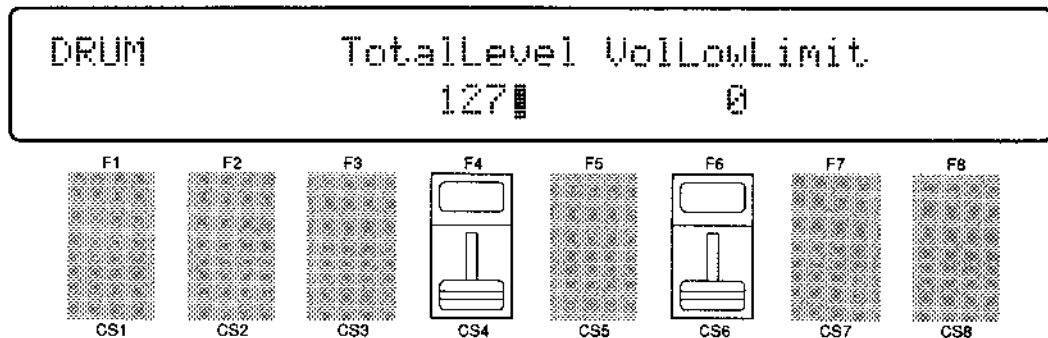 DRUM TotalLevel VolLowLimit
127 0
F1 F2 F3 F4 F5 F6 F7 F8
CS1 CS2 CS3 CS4 CS5 CS6 CS7 CS8